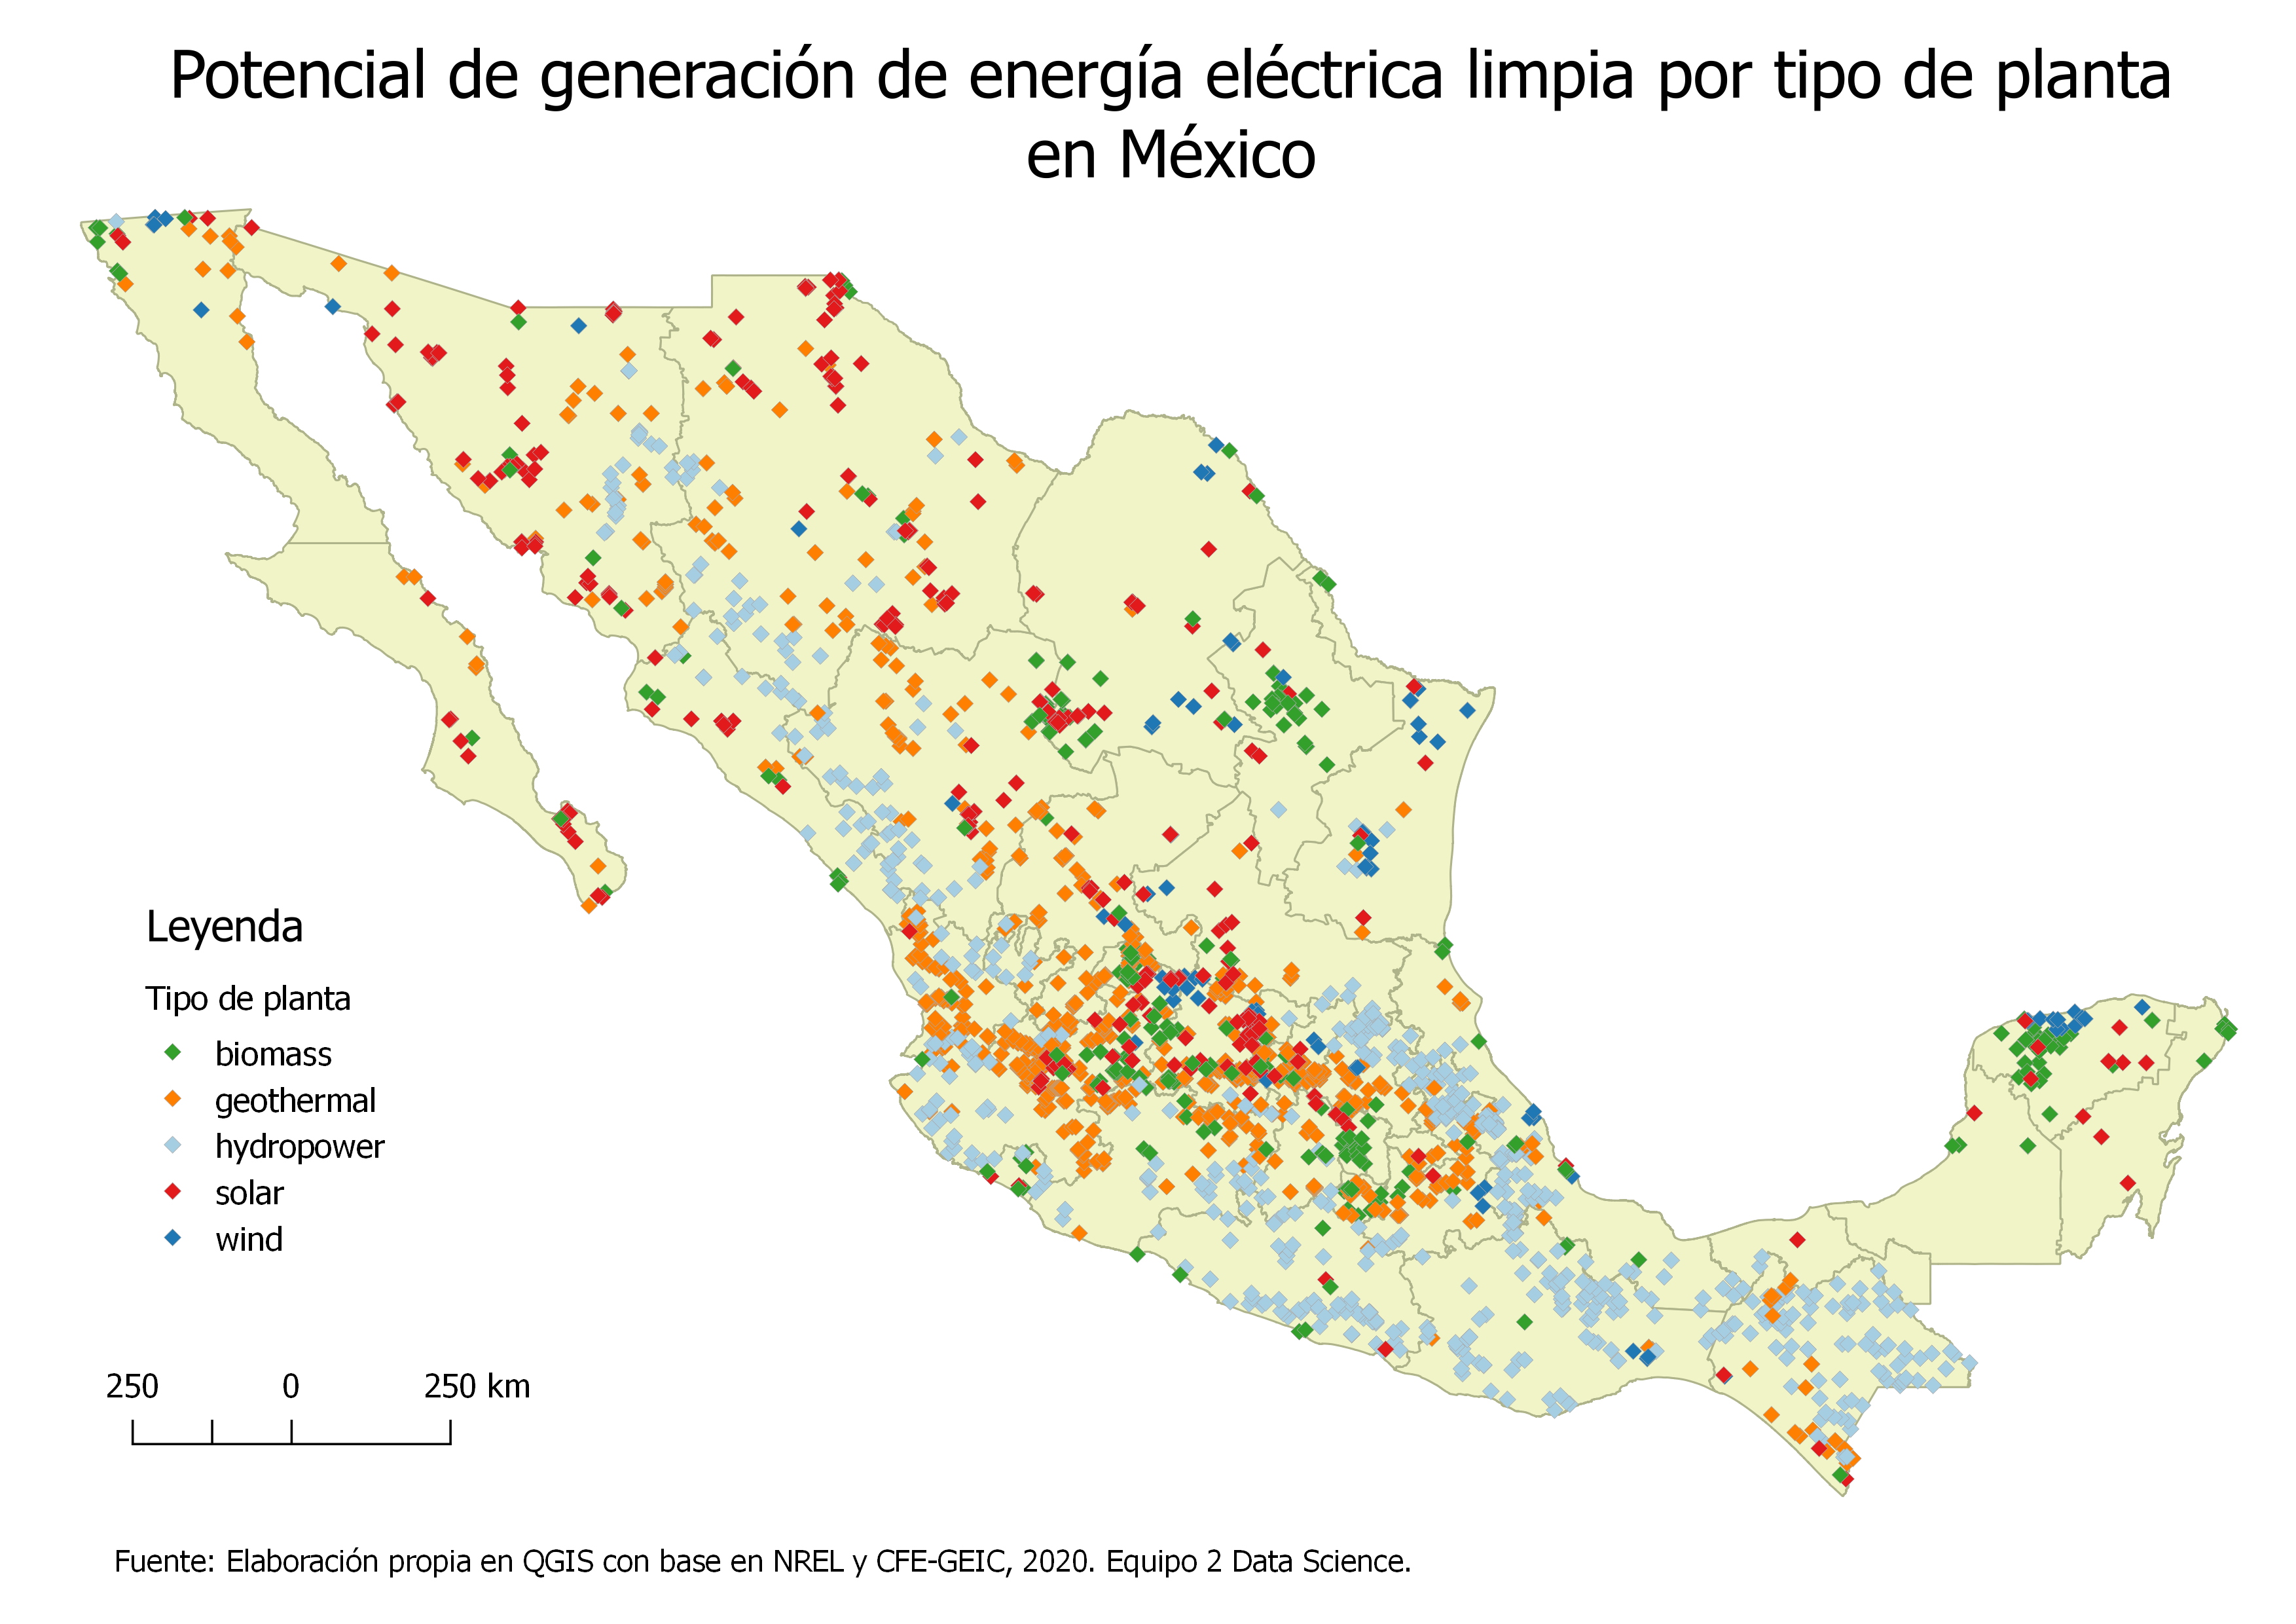 Potencial de generación de energía eléctrica limpia por tipo de planta
en México
Leyenda
Tipo de planta
biomass
geothermal
hydropower
solar
wind
250 0 250 km
Fuente: Elaboración propia en QGIS con base en NREL y CFE-GEIC, 2020. Equipo 2 Data Science.